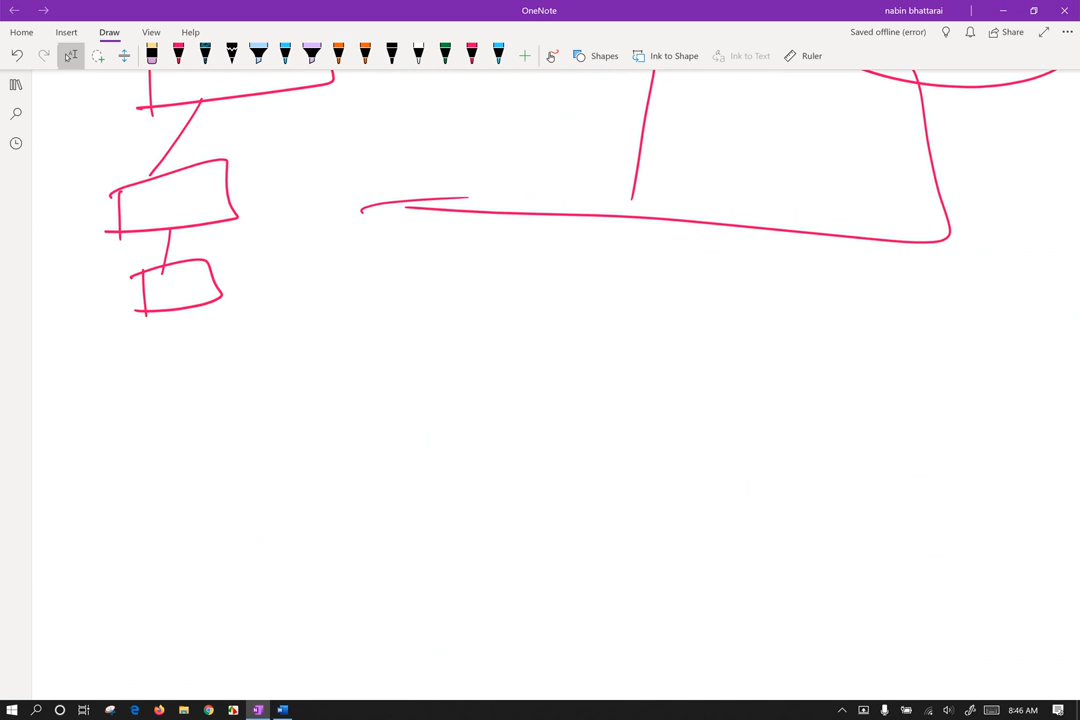 OneNote
nabin bhattarai
Home Insert Draw View Help
Saved offline (error) Share
Shapes Ink to Shape Ink to Text Ruler
8:46 AM